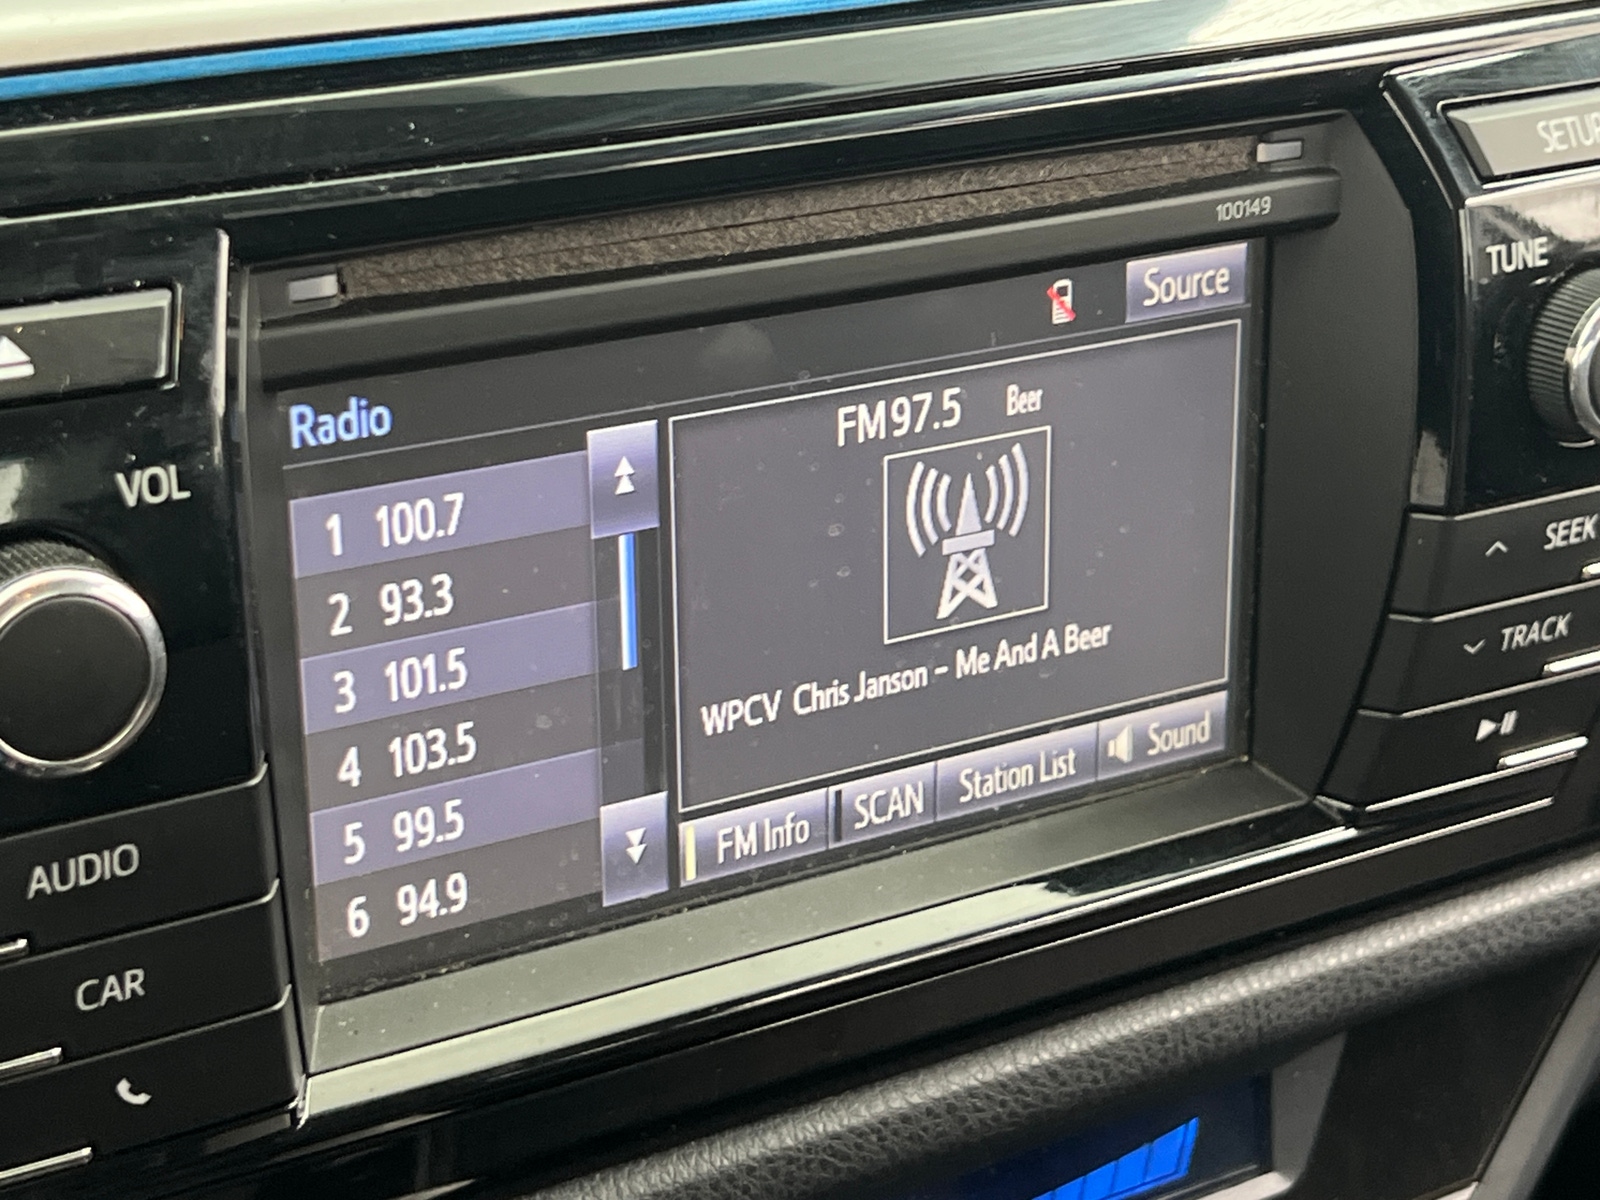 SETUP
100149
TUNE
Source
Radio
FM 97.5 Beer
VOL
1 100.7
2 93.3
3 101.5
4 103.5
5 99.5
6 94.9
WPCV Chris Janson - Me And A Beer
FM Info
SCAN
Station List
Sound
SEEK
TRACK
AUDIO
CAR